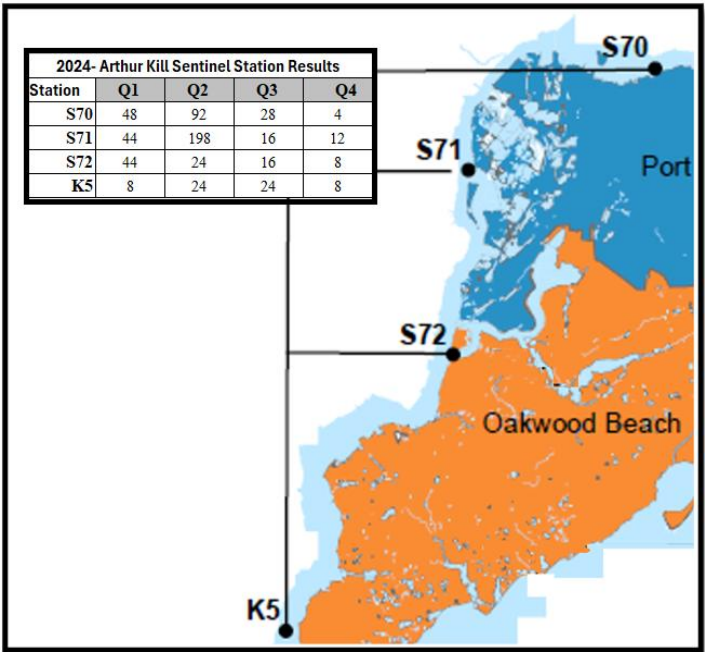 S70
2024- Arthur Kill Sentinel Station Results
Station Q1 Q2 Q3 Q4
S70 48 92 28 4
S71 44 198 16 12
S72 44 24 16 8
K5 8 24 24 8
S71
Port
S72
Oakwood Beach
K5